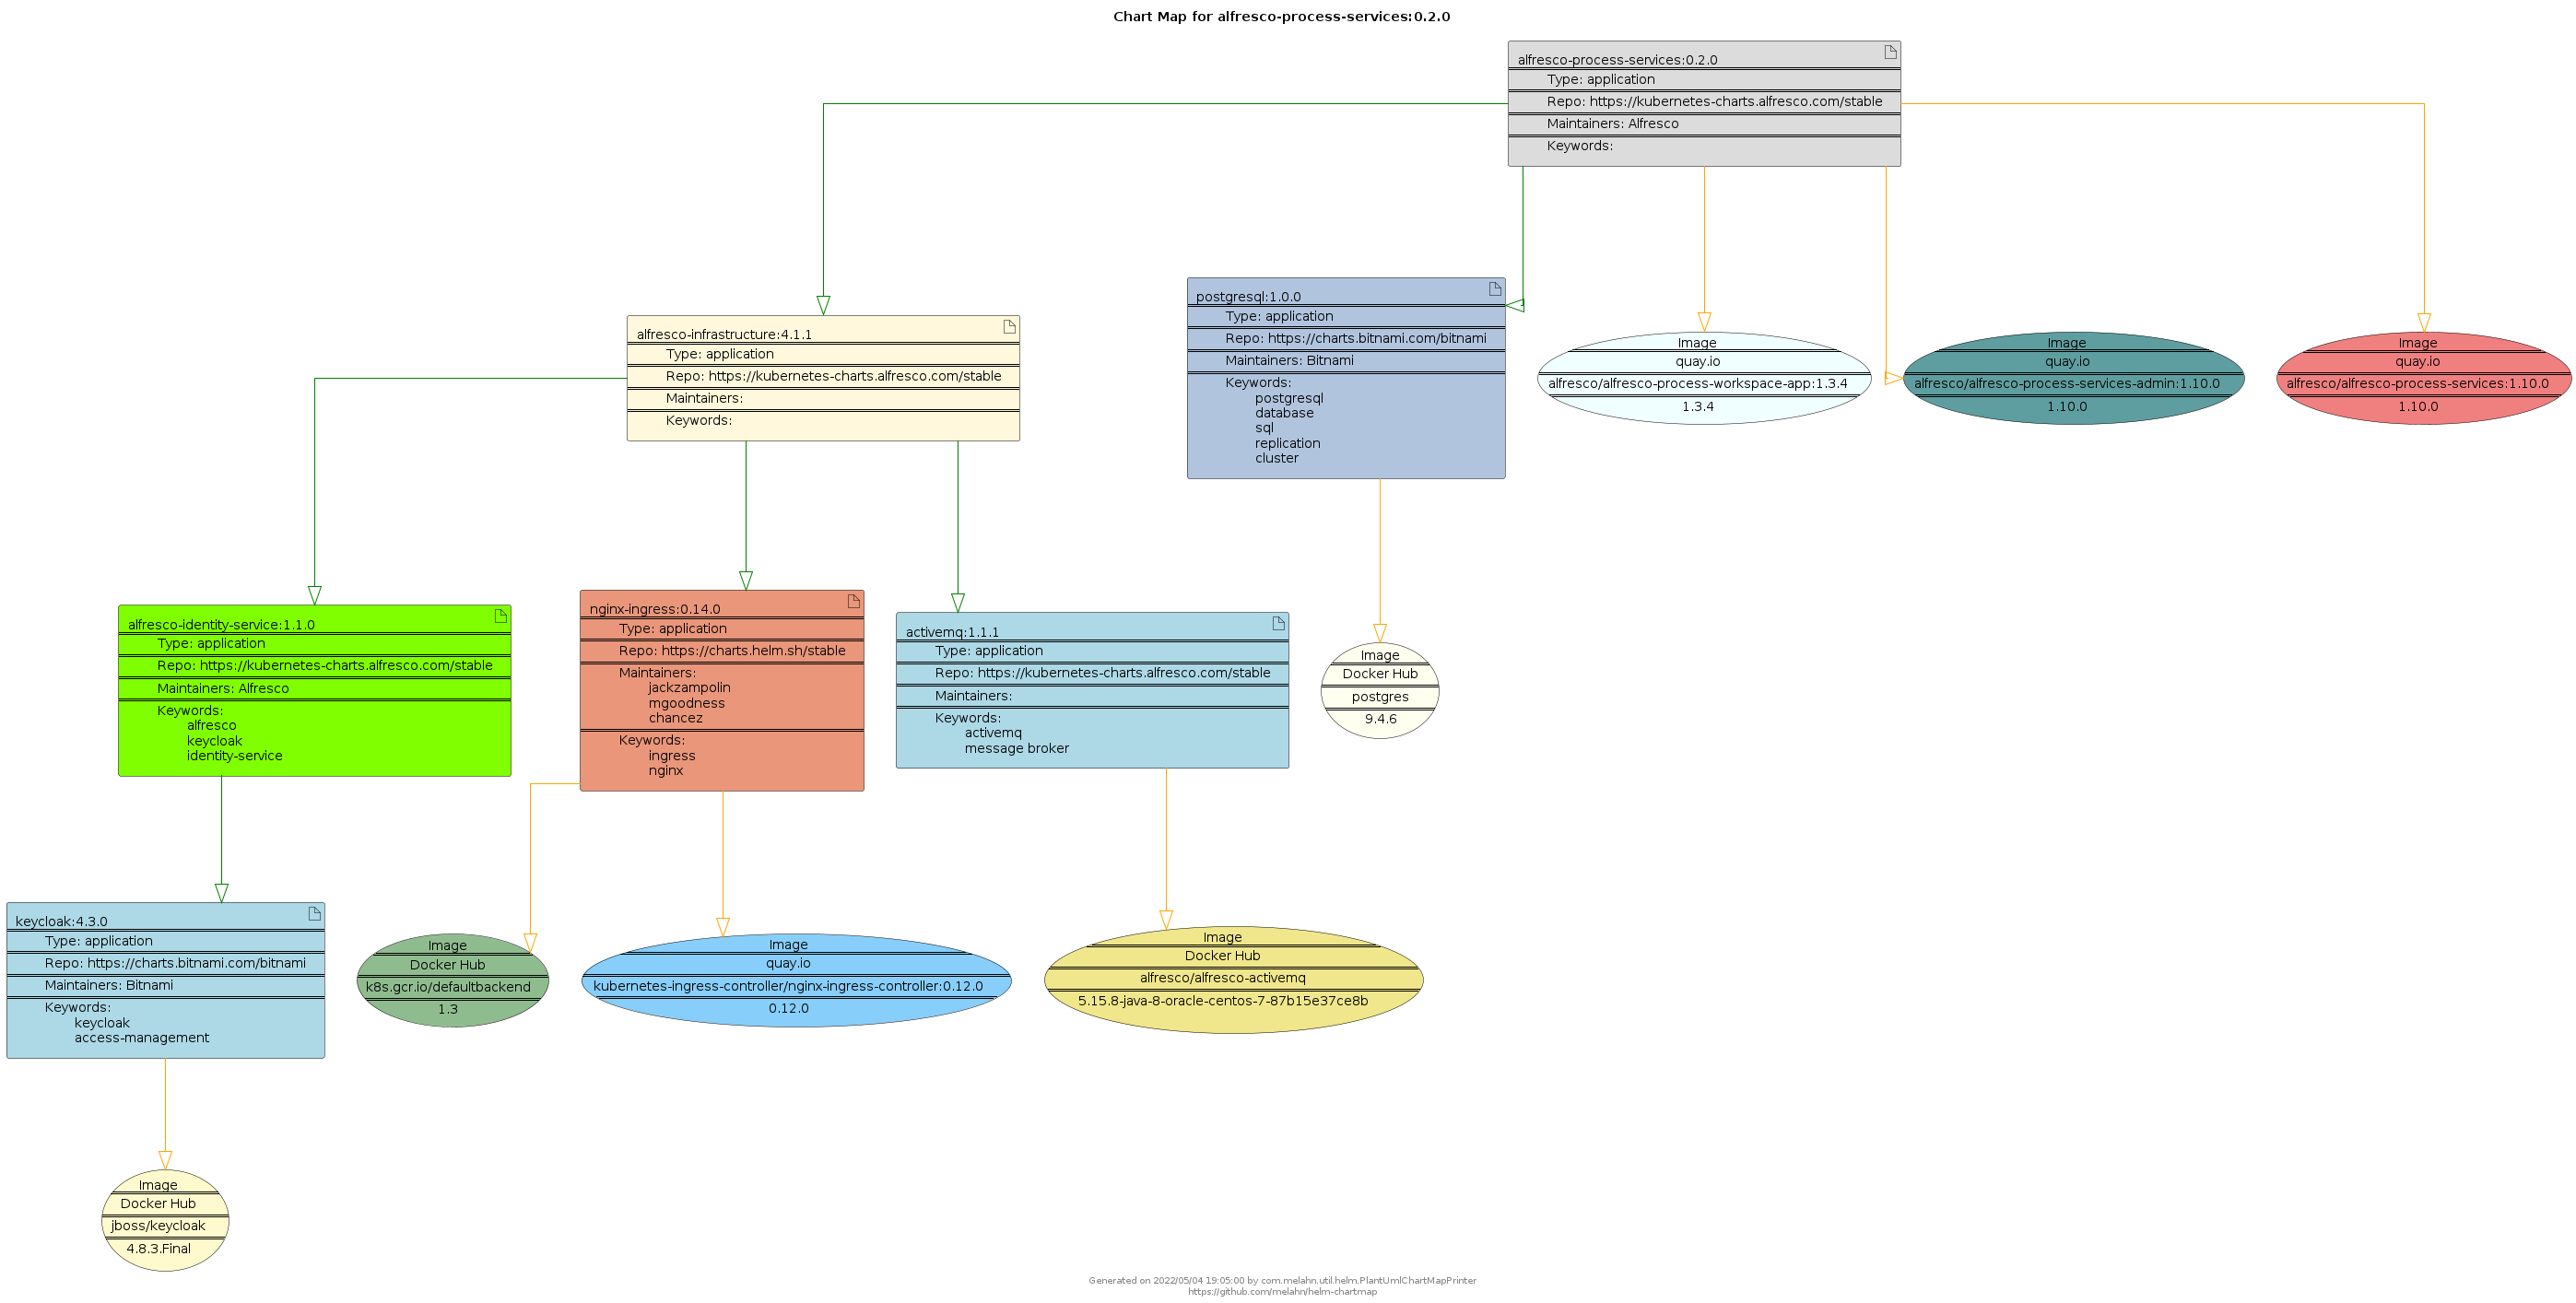 Chart Map for alfresco-process-services:0.2.0
alfresco-process-services:0.2.0
Type: application
Repo: https://kubernetes-charts.alfresco.com/stable
Maintainers: Alfresco
Keywords:
alfresco-infrastructure:4.1.1
Type: application
Repo: https://kubernetes-charts.alfresco.com/stable
Maintainers:
Keywords:
postgresql:1.0.0
Type: application
Repo: https://charts.bitnami.com/bitnami
Maintainers: Bitnami
Keywords:
postgresql
database
sql
replication
cluster
Image
quay.io
alfresco/alfresco-process-workspace-app:1.3.4
1.3.4
Image
quay.io
alfresco/alfresco-process-services-admin:1.10.0
1.10.0
Image
quay.io
alfresco/alfresco-process-services:1.10.0
1.10.0
alfresco-identity-service:1.1.0
Type: application
Repo: https://kubernetes-charts.alfresco.com/stable
Maintainers: Alfresco
Keywords:
alfresco
keycloak
identity-service
nginx-ingress:0.14.0
Type: application
Repo: https://charts.helm.sh/stable
Maintainers:
jackzampolin
mgoodness
chancez
Keywords:
ingress
nginx
activemq:1.1.1
Type: application
Repo: https://kubernetes-charts.alfresco.com/stable
Maintainers:
Keywords:
activemq
message broker
Image
Docker Hub
postgres
9.4.6
keycloak:4.3.0
Type: application
Repo: https://charts.bitnami.com/bitnami
Maintainers: Bitnami
Keywords:
keycloak
access-management
Image
Docker Hub
k8s.gcr.io/defaultbackend
1.3
Image
quay.io
kubernetes-ingress-controller/nginx-ingress-controller:0.12.0
0.12.0
Image
Docker Hub
alfresco/alfresco-activemq
5.15.8-java-8-oracle-centos-7-87b15e37ce8b
Image
Docker Hub
jboss/keycloak
4.8.3.Final
Generated on 2022/05/04 19:05:00 by com.melahn.util.helm.PlantUmlChartMapPrinter
https://github.com/melahn/helm-chartmap